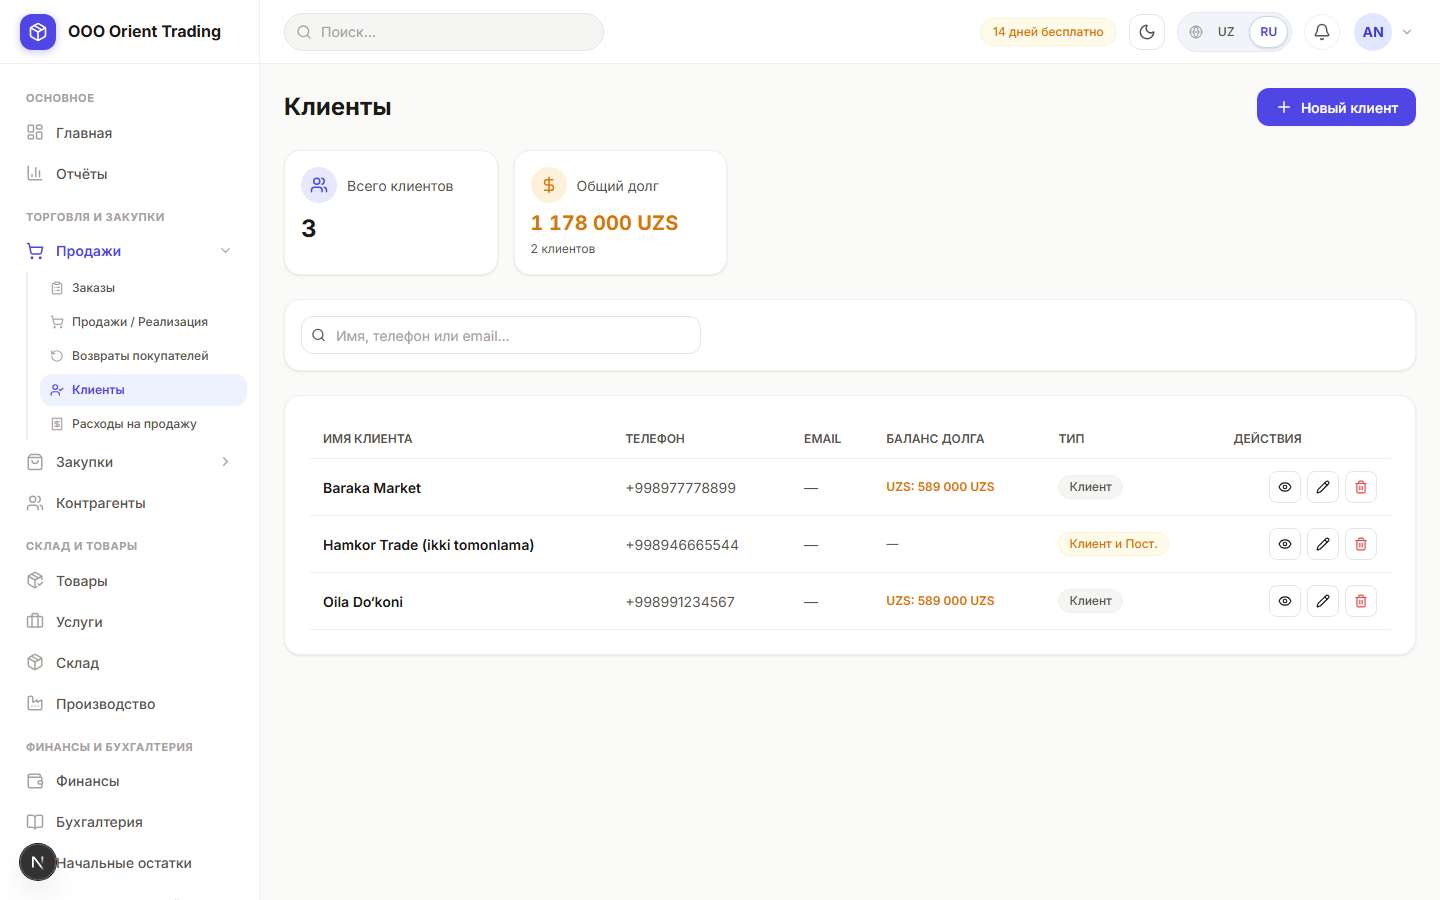 OOO Orient Trading
Поиск...
14 дней бесплатно
UZ
RU
AN
ОСНОВНОЕ
Главная
Отчёты
ТОРГОВЛЯ И ЗАКУПКИ
Продажи
Заказы
Продажи / Реализация
Возвраты покупателей
Клиенты
Расходы на продажу
Закупки
Контрагенты
СКЛАД И ТОВАРЫ
Товары
Услуги
Склад
Производство
ФИНАНСЫ И БУХГАЛТЕРИЯ
Финансы
Бухгалтерия
N
Начальные остатки
Клиенты
Новый клиент
Всего клиентов
3
Общий долг
1 178 000 UZS
2 клиентов
Имя, телефон или email...
ИМЯ КЛИЕНТА ТЕЛЕФОН EMAIL БАЛАНС ДОЛГА ТИП ДЕЙСТВИЯ
Baraka Market +998977778899 — UZS: 589 000 UZS Клиент
Hamkor Trade (ikki tomonlama) +998946665544 — — Клиент и Пост.
Oila Do‘koni +998991234567 — UZS: 589 000 UZS Клиент